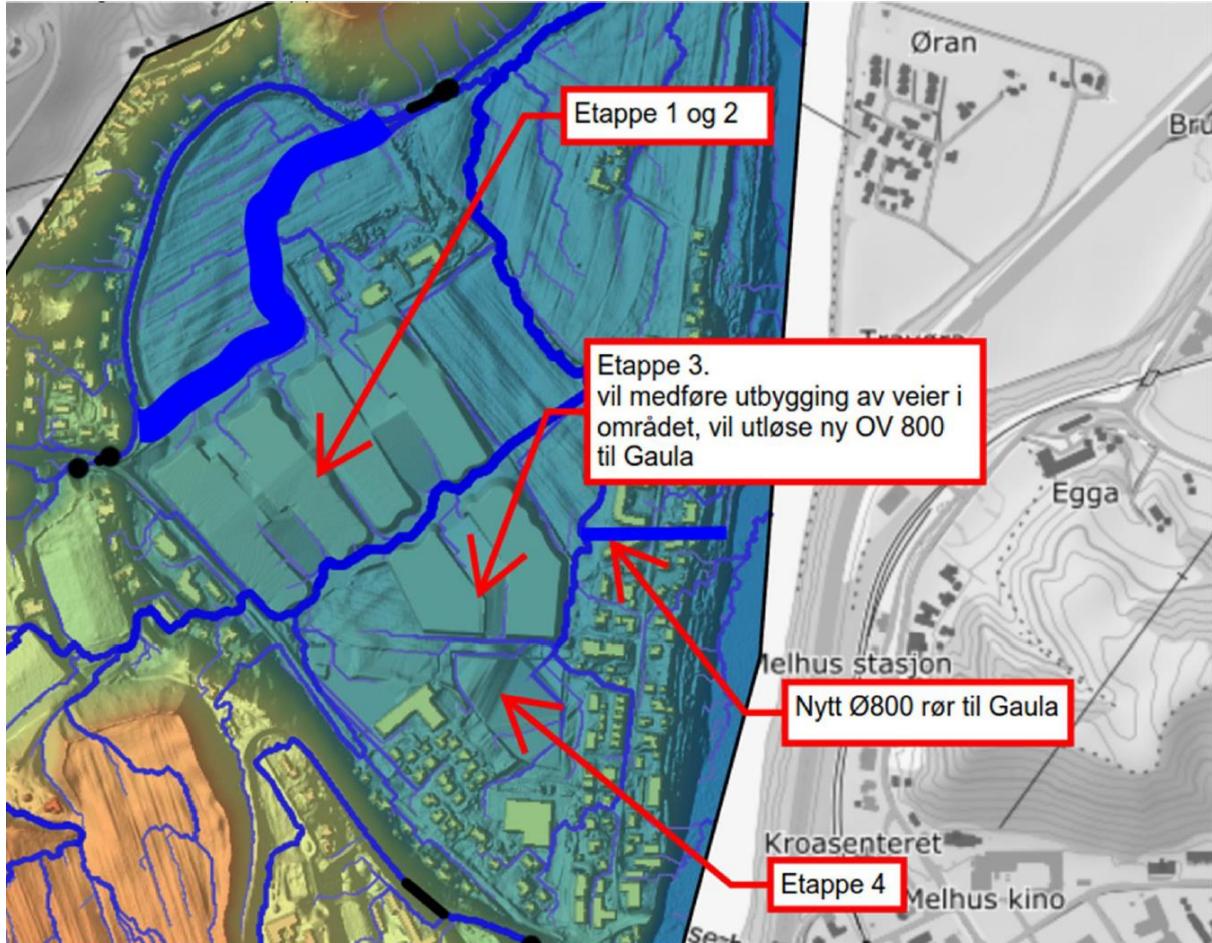 Øran
Etappe 1 og 2
Etappe 3.
vil medføre utbygging av veier i
området, vil utløse ny OV 800
til Gaula
Egga
Melhus stasjon
Nytt Ø800 rør til Gaula
Kroasenteret
Etappe 4
Melhus kino